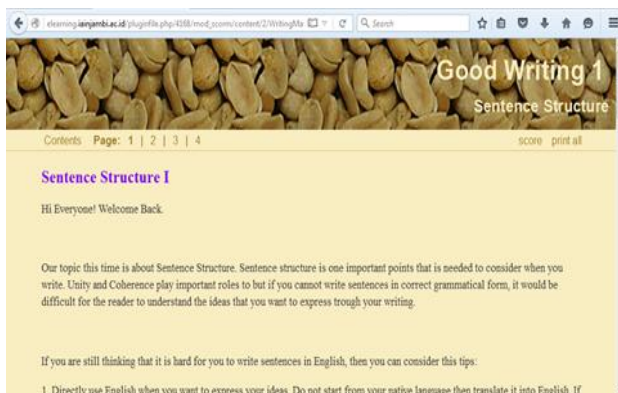 elearning.iainjambi.ac.id/pluginfile.php/4168/mod_scorm/content/2/WritingMa
Search
Good Writing 1
Sentence Structure
Contents Page: 1 | 2 | 3 | 4 score print all
Sentence Structure I
Hi Everyone! Welcome Back.
Our topic this time is about Sentence Structure. Sentence structure is one important points that is needed to consider when you
write. Unity and Coherence play important roles to but if you cannot write sentences in correct grammatical form, it would be
difficult for the reader to understand the ideas that you want to express trough your writing.
If you are still thinking that it is hard for you to write sentences in English, then you can consider this tips:
1. Directly use English when you want to express your ideas. Do not start from your native language then translate it into English. If